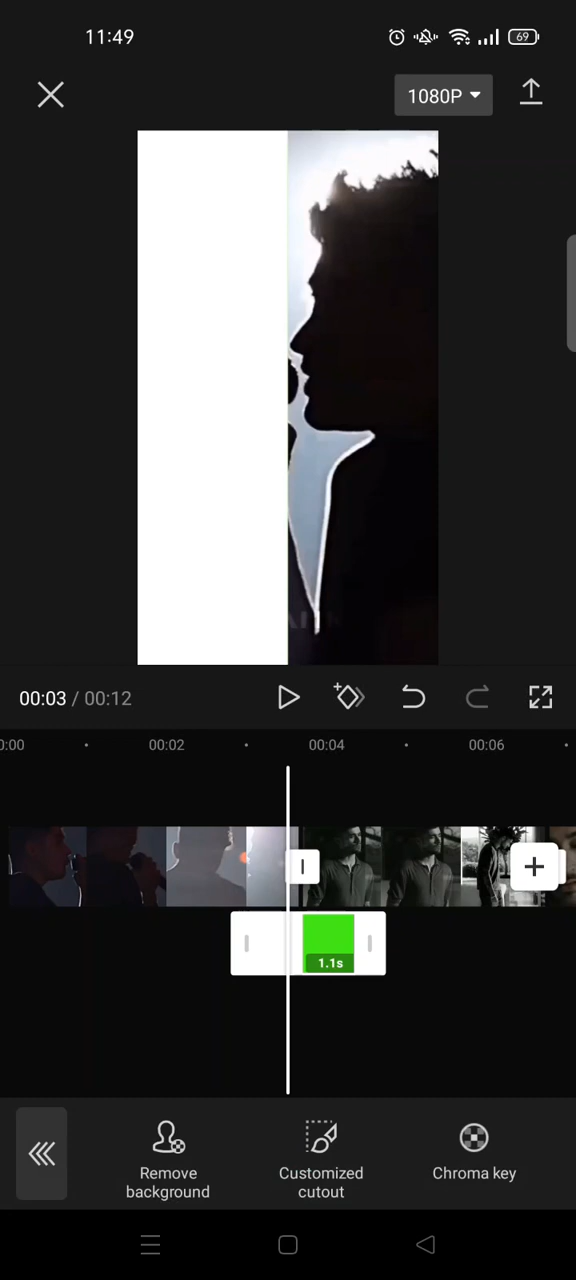 11:49
69
1080P
00:03 / 00:12
0:00
00:02
00:04
00:06
1.1s
Remove
background
Customized
cutout
Chroma key